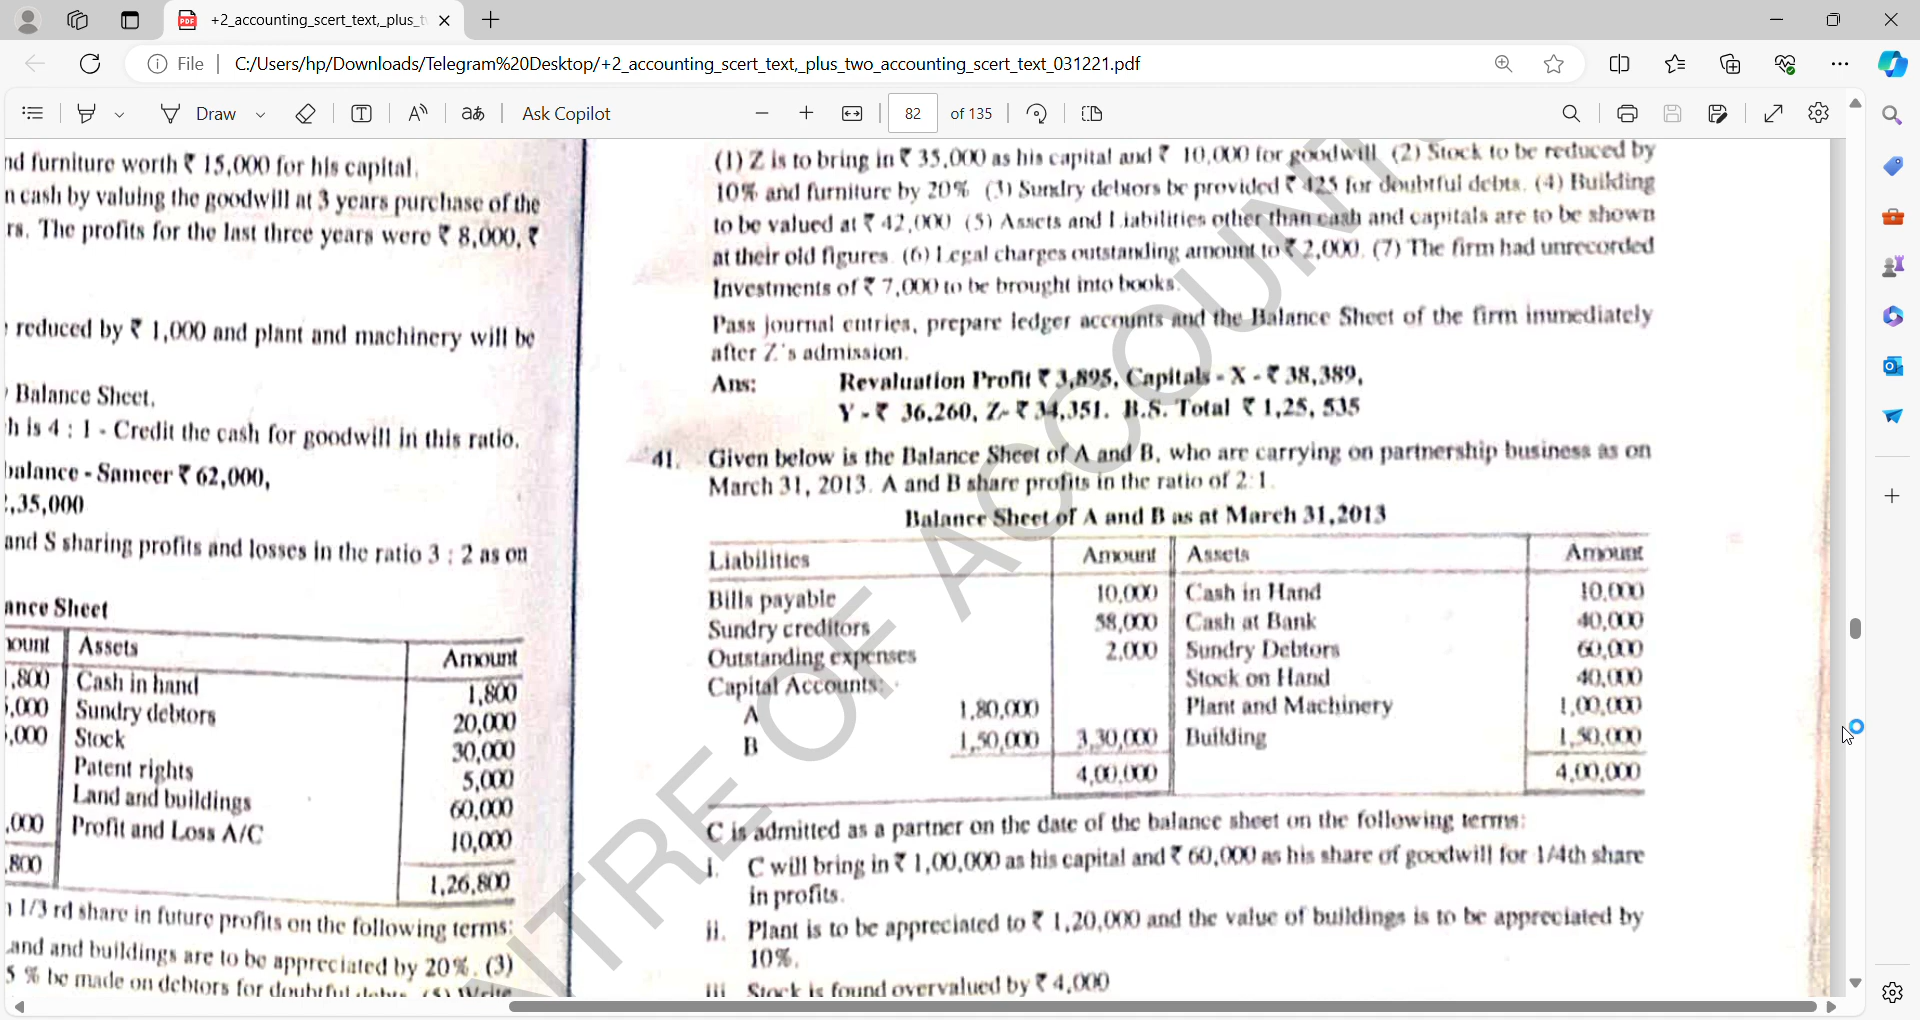 +2_accounting_scert_text,_plus_t
File
C:/Users/hp/Downloads/Telegram%20Desktop/+2_accounting_scert_text,_plus_two_accounting_scert_text_031221.pdf
Draw
Ask Copilot
82 of 135
nd furniture worth ₹ 15,000 for his capital.
n cash by valuing the goodwill at 3 years purchase of the
rs. The profits for the last three years were ₹ 8,000, ₹
reduced by ₹ 1,000 and plant and machinery will be
Balance Sheet.
h is 4 : 1 - Credit the cash for goodwill in this ratio.
balance - Sameer ₹ 62,000,
,35,000
and S sharing profits and losses in the ratio 3 : 2 as on
ance Sheet
ount Assets Amount
,800 Cash in hand 1,800
,000 Sundry debtors 20,000
,000 Stock 30,000
Patent rights 5,000
Land and buildings 60,000
,000 Profit and Loss A/C 10,000
800 1,26,800
1/3 rd share in future profits on the following terms:
and and buildings are to be appreciated by 20%. (3)
5 % be made on debtors for doubtful debts (5) Write
(1) Z is to bring in ₹ 35,000 as his capital and ₹ 10,000 for goodwill (2) Stock to be reduced by
10% and furniture by 20% (3) Sundry debtors be provided ₹ 425 for doubtful debts. (4) Building
to be valued at ₹ 42,000 (5) Assets and Liabilities other than cash and capitals are to be shown
at their old figures. (6) Legal charges outstanding amount to ₹ 2,000. (7) The firm had unrecorded
Investments of ₹ 7,000 to be brought into books.
Pass journal entries, prepare ledger accounts and the Balance Sheet of the firm immediately
after Z's admission.
Ans: Revaluation Profit ₹ 3,895, Capitals - X - ₹ 38,389,
Y - ₹ 36,260, Z- ₹ 34,351. B.S. Total ₹ 1,25, 535
41. Given below is the Balance Sheet of A and B, who are carrying on partnership business as on
March 31, 2013. A and B share profits in the ratio of 2:1.
Balance Sheet of A and B as at March 31,2013
Liabilities Amount Assets Amount
Bills payable 10,000 Cash in Hand 10,000
Sundry creditors 58,000 Cash at Bank 40,000
Outstanding expenses 2,000 Sundry Debtors 60,000
Capital Accounts: Stock on Hand 40,000
A 1,80,000 Plant and Machinery 1,00,000
B 1,50,000 3,30,000 Building 1,50,000
4,00,000 4,00,000
C is admitted as a partner on the date of the balance sheet on the following terms:
i. C will bring in ₹ 1,00,000 as his capital and ₹ 60,000 as his share of goodwill for 1/4th share
in profits.
ii. Plant is to be appreciated to ₹ 1,20,000 and the value of buildings is to be appreciated by
10%.
iii Stock is found overvalued by ₹ 4,000
NTRE OF ACCOUNT